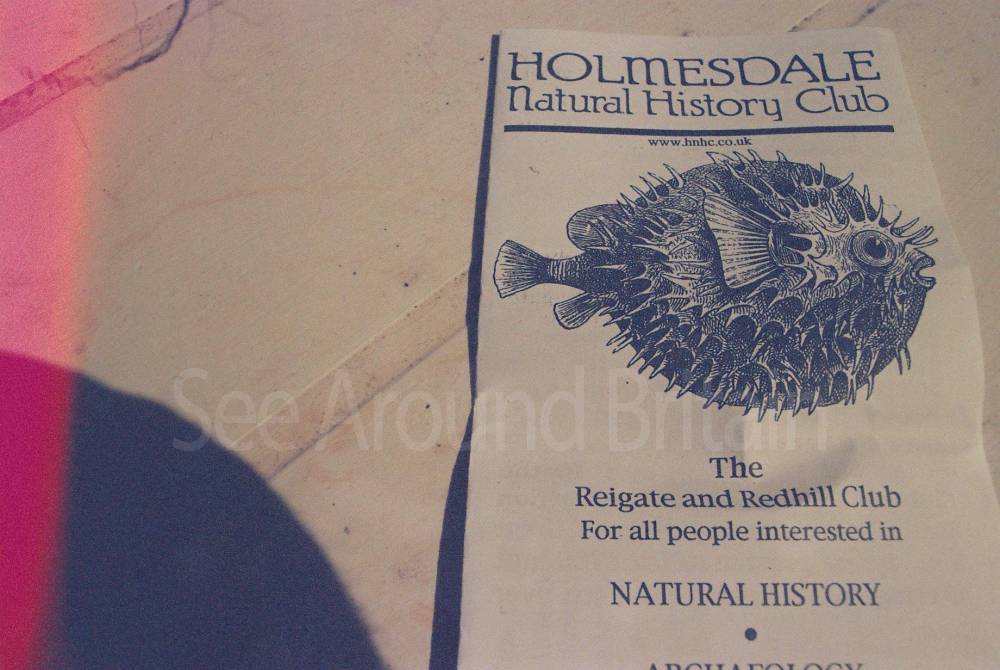 HOLMESDALE
Natural History Club
www.hnhc.co.uk
See Around Britain
The
Reigate and Redhill Club
For all people interested in
NATURAL HISTORY
•
ARCHAEOLOGY